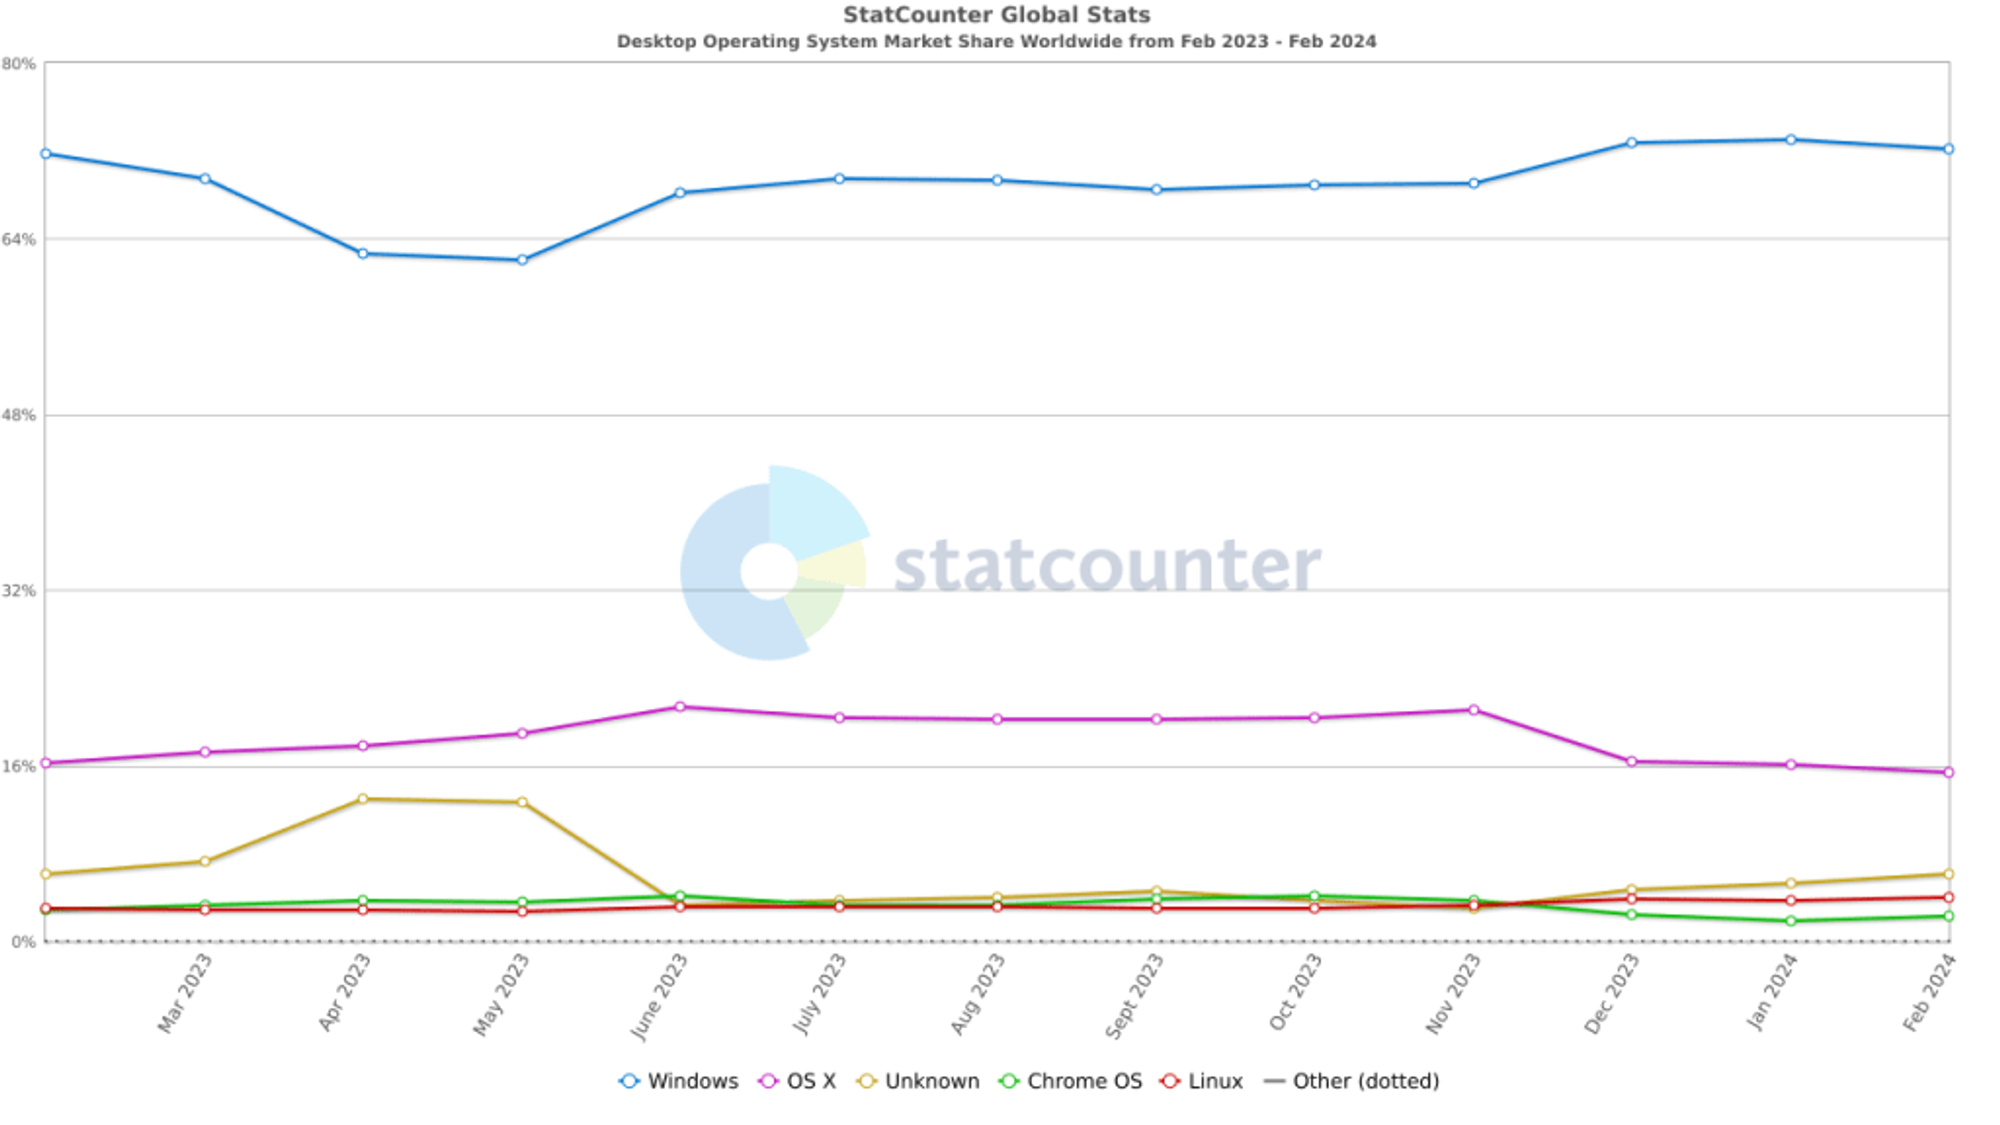 StatCounter Global Stats
Desktop Operating System Market Share Worldwide from Feb 2023 - Feb 2024
80%
64%
48%
32%
16%
0%
statcounter
Mar 2023
Apr 2023
May 2023
June 2023
July 2023
Aug 2023
Sept 2023
Oct 2023
Nov 2023
Dec 2023
Jan 2024
Feb 2024
Windows OS X Unknown Chrome OS Linux Other (dotted)